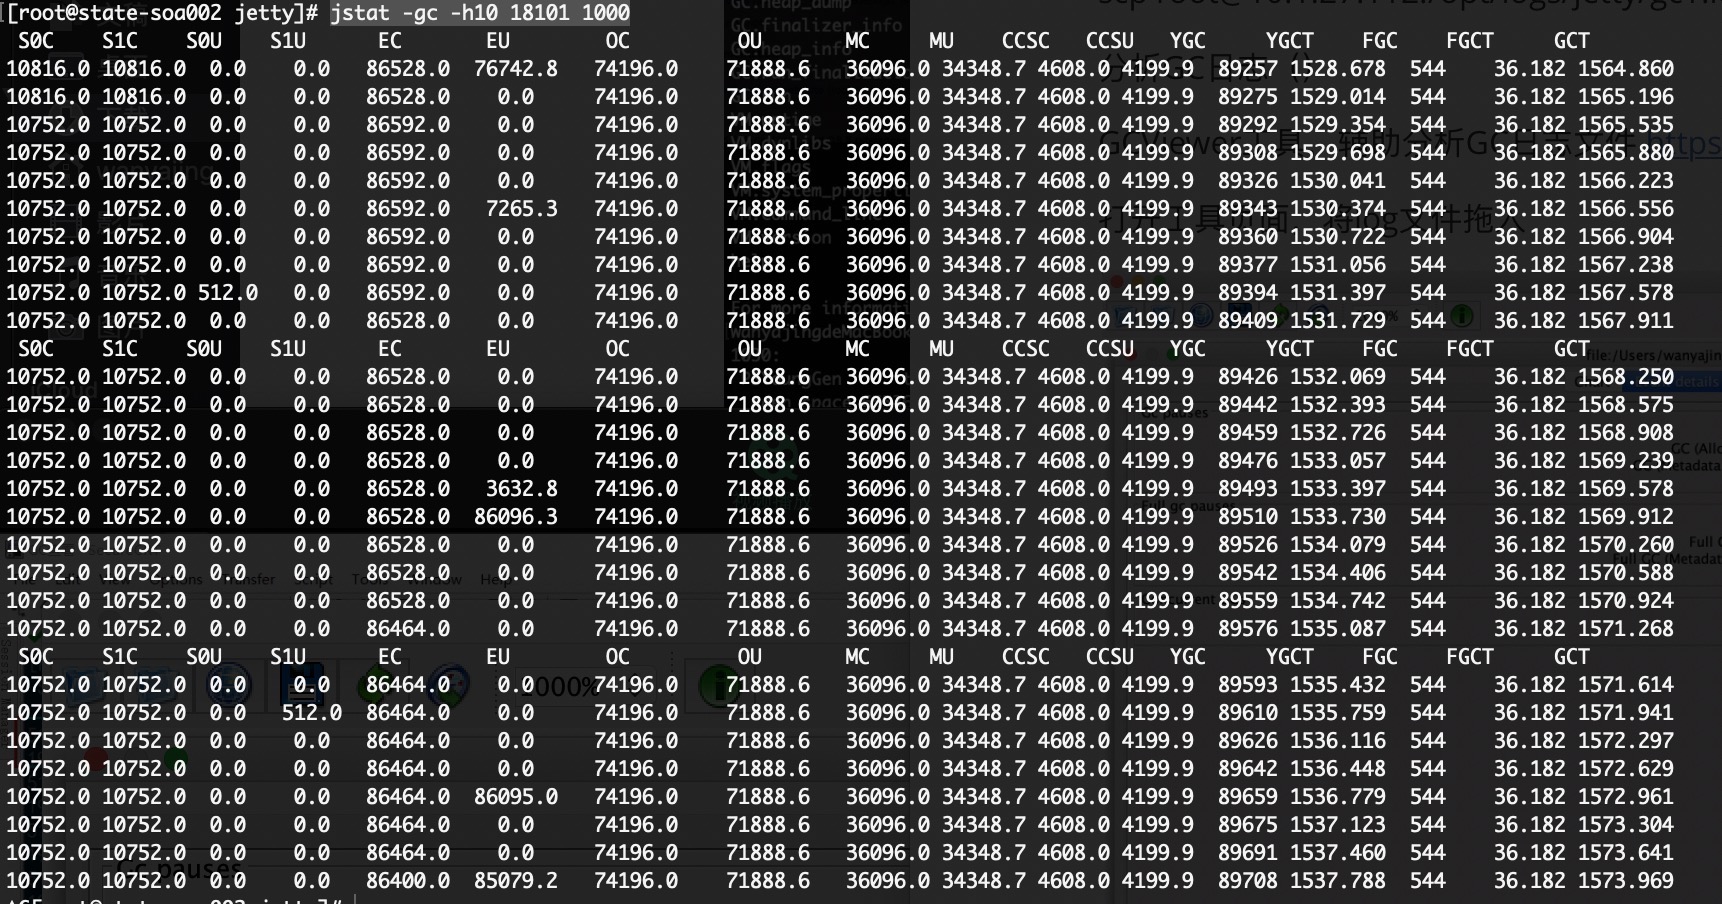 [[root@state-soa002 jetty]# jstat -gc -h10 18101 1000
S0C S1C S0U S1U EC EU OC OU MC MU CCSC CCSU YGC YGCT FGC FGCT GCT
10816.0 10816.0 0.0 0.0 86528.0 76742.8 74196.0 71888.6 36096.0 34348.7 4608.0 4199.9 89257 1528.678 544 36.182 1564.860
10816.0 10816.0 0.0 0.0 86528.0 0.0 74196.0 71888.6 36096.0 34348.7 4608.0 4199.9 89275 1529.014 544 36.182 1565.196
10752.0 10752.0 0.0 0.0 86592.0 0.0 74196.0 71888.6 36096.0 34348.7 4608.0 4199.9 89292 1529.354 544 36.182 1565.535
10752.0 10752.0 0.0 0.0 86592.0 0.0 74196.0 71888.6 36096.0 34348.7 4608.0 4199.9 89308 1529.698 544 36.182 1565.880
10752.0 10752.0 0.0 0.0 86592.0 0.0 74196.0 71888.6 36096.0 34348.7 4608.0 4199.9 89326 1530.041 544 36.182 1566.223
10752.0 10752.0 0.0 0.0 86592.0 7265.3 74196.0 71888.6 36096.0 34348.7 4608.0 4199.9 89343 1530.374 544 36.182 1566.556
10752.0 10752.0 0.0 0.0 86592.0 0.0 74196.0 71888.6 36096.0 34348.7 4608.0 4199.9 89360 1530.722 544 36.182 1566.904
10752.0 10752.0 0.0 0.0 86592.0 0.0 74196.0 71888.6 36096.0 34348.7 4608.0 4199.9 89377 1531.056 544 36.182 1567.238
10752.0 10752.0 512.0 0.0 86592.0 0.0 74196.0 71888.6 36096.0 34348.7 4608.0 4199.9 89394 1531.397 544 36.182 1567.578
10752.0 10752.0 0.0 0.0 86528.0 0.0 74196.0 71888.6 36096.0 34348.7 4608.0 4199.9 89409 1531.729 544 36.182 1567.911
S0C S1C S0U S1U EC EU OC OU MC MU CCSC CCSU YGC YGCT FGC FGCT GCT
10752.0 10752.0 0.0 0.0 86528.0 0.0 74196.0 71888.6 36096.0 34348.7 4608.0 4199.9 89426 1532.069 544 36.182 1568.250
10752.0 10752.0 0.0 0.0 86528.0 0.0 74196.0 71888.6 36096.0 34348.7 4608.0 4199.9 89442 1532.393 544 36.182 1568.575
10752.0 10752.0 0.0 0.0 86528.0 0.0 74196.0 71888.6 36096.0 34348.7 4608.0 4199.9 89459 1532.726 544 36.182 1568.908
10752.0 10752.0 0.0 0.0 86528.0 0.0 74196.0 71888.6 36096.0 34348.7 4608.0 4199.9 89476 1533.057 544 36.182 1569.239
10752.0 10752.0 0.0 0.0 86528.0 3632.8 74196.0 71888.6 36096.0 34348.7 4608.0 4199.9 89493 1533.397 544 36.182 1569.578
10752.0 10752.0 0.0 0.0 86528.0 86096.3 74196.0 71888.6 36096.0 34348.7 4608.0 4199.9 89510 1533.730 544 36.182 1569.912
10752.0 10752.0 0.0 0.0 86528.0 0.0 74196.0 71888.6 36096.0 34348.7 4608.0 4199.9 89526 1534.079 544 36.182 1570.260
10752.0 10752.0 0.0 0.0 86528.0 0.0 74196.0 71888.6 36096.0 34348.7 4608.0 4199.9 89542 1534.406 544 36.182 1570.588
10752.0 10752.0 0.0 0.0 86528.0 0.0 74196.0 71888.6 36096.0 34348.7 4608.0 4199.9 89559 1534.742 544 36.182 1570.924
10752.0 10752.0 0.0 0.0 86464.0 0.0 74196.0 71888.6 36096.0 34348.7 4608.0 4199.9 89576 1535.087 544 36.182 1571.268
S0C S1C S0U S1U EC EU OC OU MC MU CCSC CCSU YGC YGCT FGC FGCT GCT
10752.0 10752.0 0.0 0.0 86464.0 0.0 74196.0 71888.6 36096.0 34348.7 4608.0 4199.9 89593 1535.432 544 36.182 1571.614
10752.0 10752.0 0.0 512.0 86464.0 0.0 74196.0 71888.6 36096.0 34348.7 4608.0 4199.9 89610 1535.759 544 36.182 1571.941
10752.0 10752.0 0.0 0.0 86464.0 0.0 74196.0 71888.6 36096.0 34348.7 4608.0 4199.9 89626 1536.116 544 36.182 1572.297
10752.0 10752.0 0.0 0.0 86464.0 0.0 74196.0 71888.6 36096.0 34348.7 4608.0 4199.9 89642 1536.448 544 36.182 1572.629
10752.0 10752.0 0.0 0.0 86464.0 86095.0 74196.0 71888.6 36096.0 34348.7 4608.0 4199.9 89659 1536.779 544 36.182 1572.961
10752.0 10752.0 0.0 0.0 86464.0 0.0 74196.0 71888.6 36096.0 34348.7 4608.0 4199.9 89675 1537.123 544 36.182 1573.304
10752.0 10752.0 0.0 0.0 86464.0 0.0 74196.0 71888.6 36096.0 34348.7 4608.0 4199.9 89691 1537.460 544 36.182 1573.641
10752.0 10752.0 0.0 0.0 86400.0 85079.2 74196.0 71888.6 36096.0 34348.7 4608.0 4199.9 89708 1537.788 544 36.182 1573.969